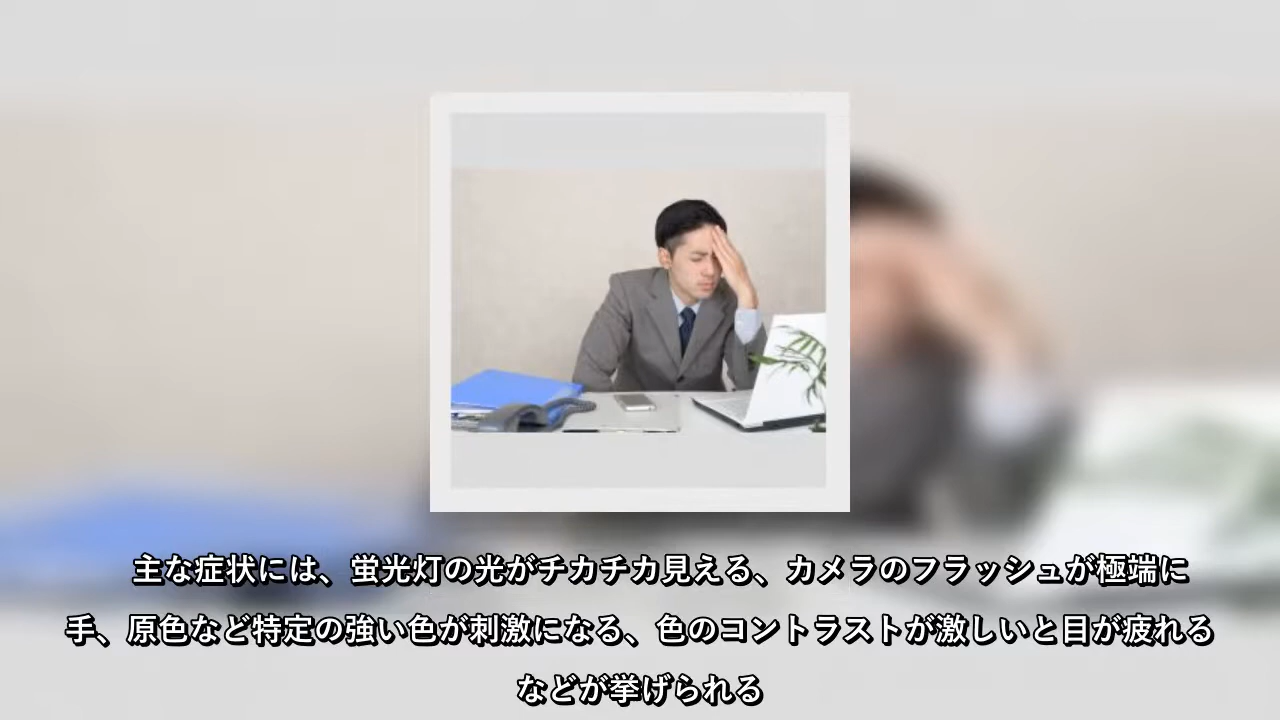 主な症状には、蛍光灯の光がチカチカ見える、カメラのフラッシュが極端に
手、原色など特定の強い色が刺激になる、色のコントラストが激しいと目が疲れる
などが挙げられる